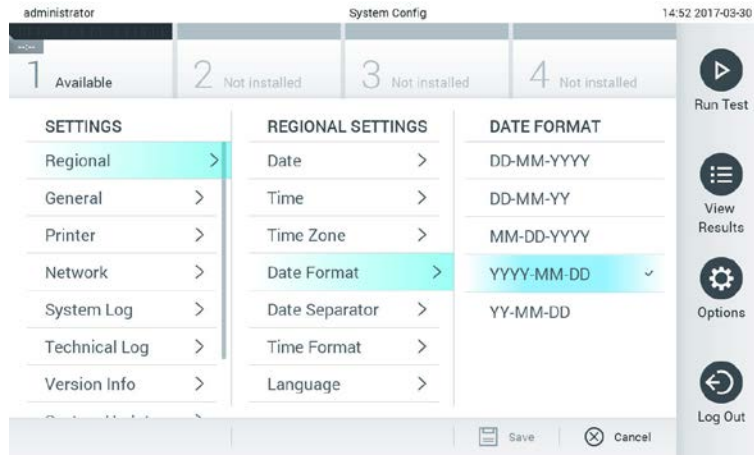 administrator
System Config
14:52 2017-03-30
--:--
1 Available
2 Not installed
3 Not installed
4 Not installed
Run Test
View
Results
Options
Log Out
SETTINGS
Regional
General
Printer
Network
System Log
Technical Log
Version Info
REGIONAL SETTINGS
Date
Time
Time Zone
Date Format
Date Separator
Time Format
Language
DATE FORMAT
DD-MM-YYYY
DD-MM-YY
MM-DD-YYYY
YYYY-MM-DD
YY-MM-DD
Save
Cancel